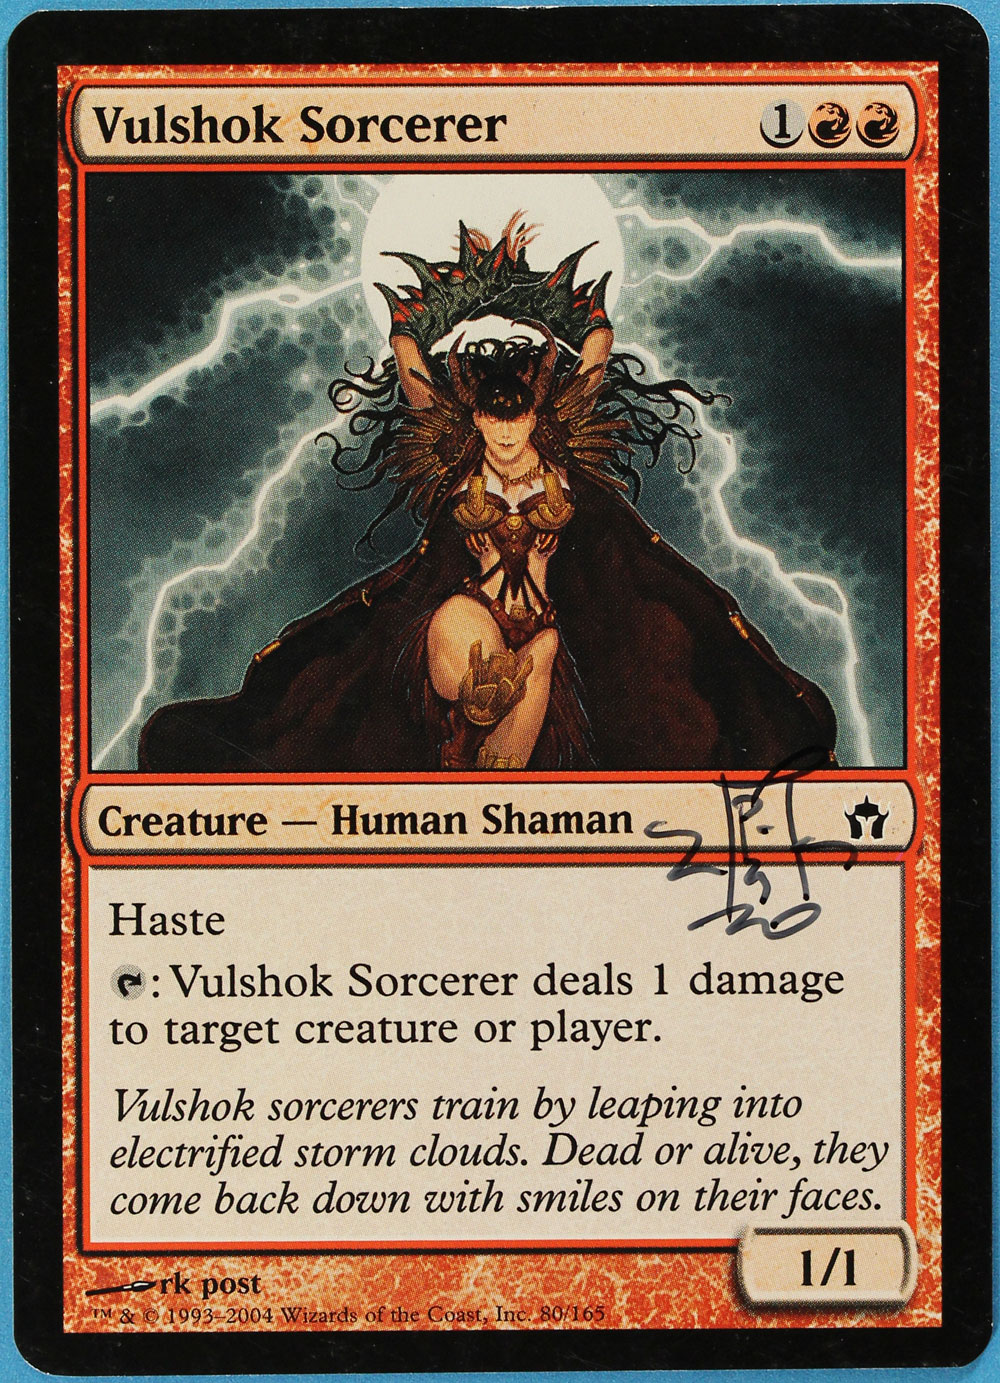 Vulshok Sorcerer 1
Creature — Human Shaman
Haste
: Vulshok Sorcerer deals 1 damage
to target creature or player.
Vulshok sorcerers train by leaping into
electrified storm clouds. Dead or alive, they
come back down with smiles on their faces.
1/1
rk post
™ & © 1993–2004 Wizards of the Coast, Inc. 80/165